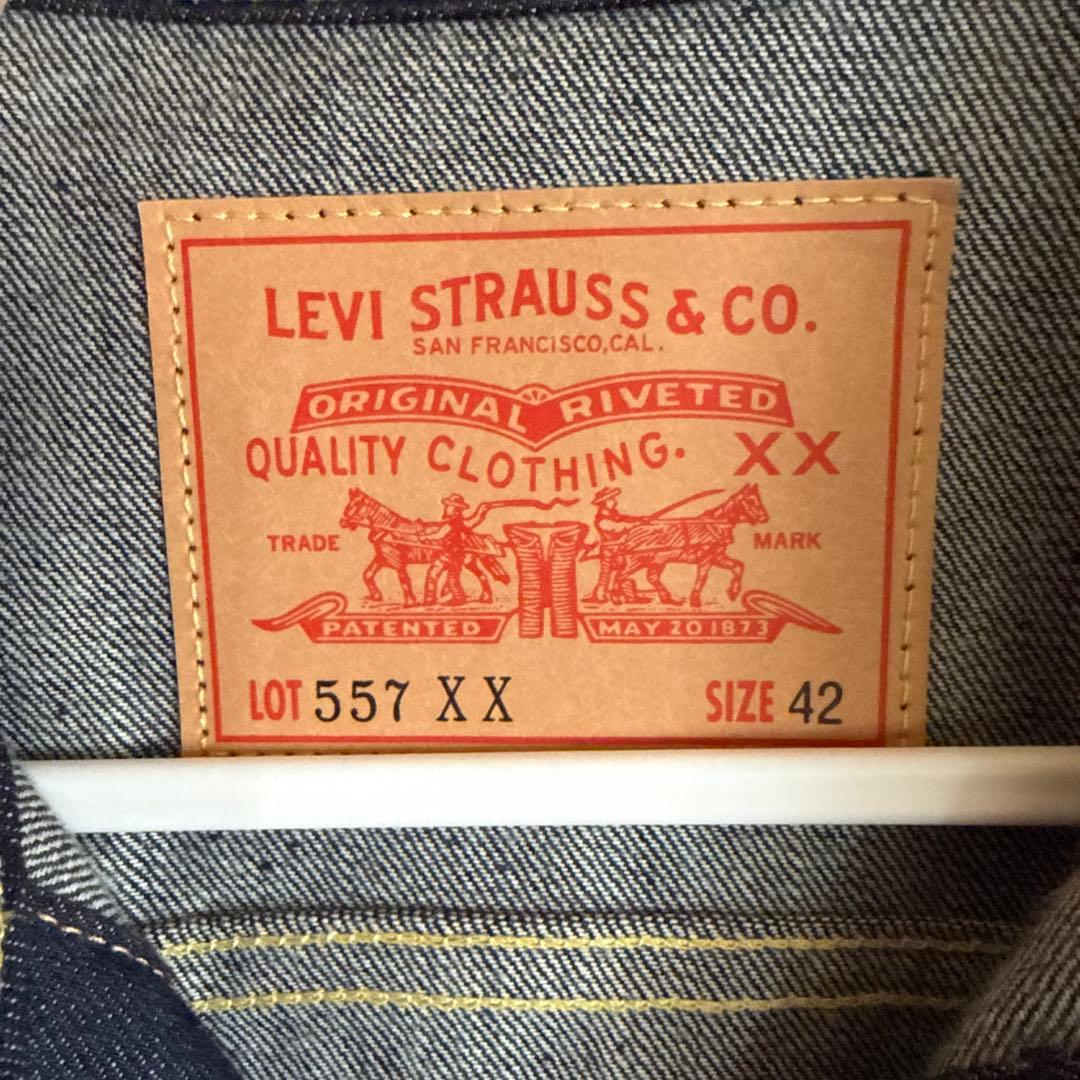 LEVI STRAUSS & CO.
SAN FRANCISCO,CAL.
ORIGINAL RIVETED
QUALITY CLOTHING. XX
TRADE MARK
PATENTED MAY 20 1873
LOT 557 XX SIZE 42